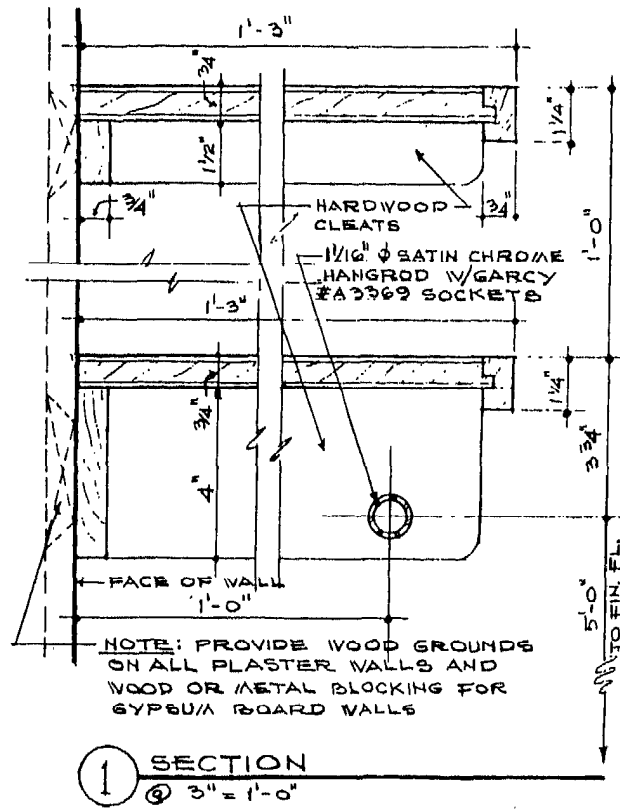 1'-3"
3/4"
1 1/4"
1 1/2"
3/4"
3/4"
HARDWOOD
CLEATS
1'-0"
1 1/16" ϕ SATIN CHROME
HANGROD W/GARCY
#A3369 SOCKETS
1'-3"
1 1/4"
3/4"
3 3/4"
4"
FACE OF WALL
1'-0"
5'-0"
TO FIN. FL.
NOTE: PROVIDE WOOD GROUNDS
ON ALL PLASTER WALLS AND
WOOD OR METAL BLOCKING FOR
GYPSUM BOARD WALLS
1 SECTION
@ 3" = 1'-0"